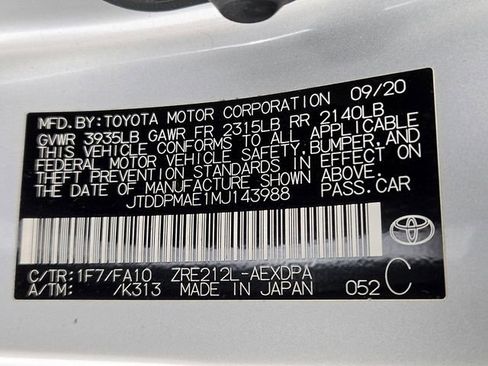 MFD. BY: TOYOTA MOTOR CORPORATION 09/20
GVWR 3935LB GAWR FR 2315LB RR 2140LB
THIS VEHICLE CONFORMS TO ALL APPLICABLE
FEDERAL MOTOR VEHICLE SAFETY, BUMPER, AND
THEFT PREVENTION STANDARDS IN EFFECT ON
THE DATE OF MANUFACTURE SHOWN ABOVE.
JTDDPMAE1MJ143988 PASS. CAR
C/TR: 1F7/FA10 ZRE212L-AEXDPA
A/TM: /K313 MADE IN JAPAN 052 C